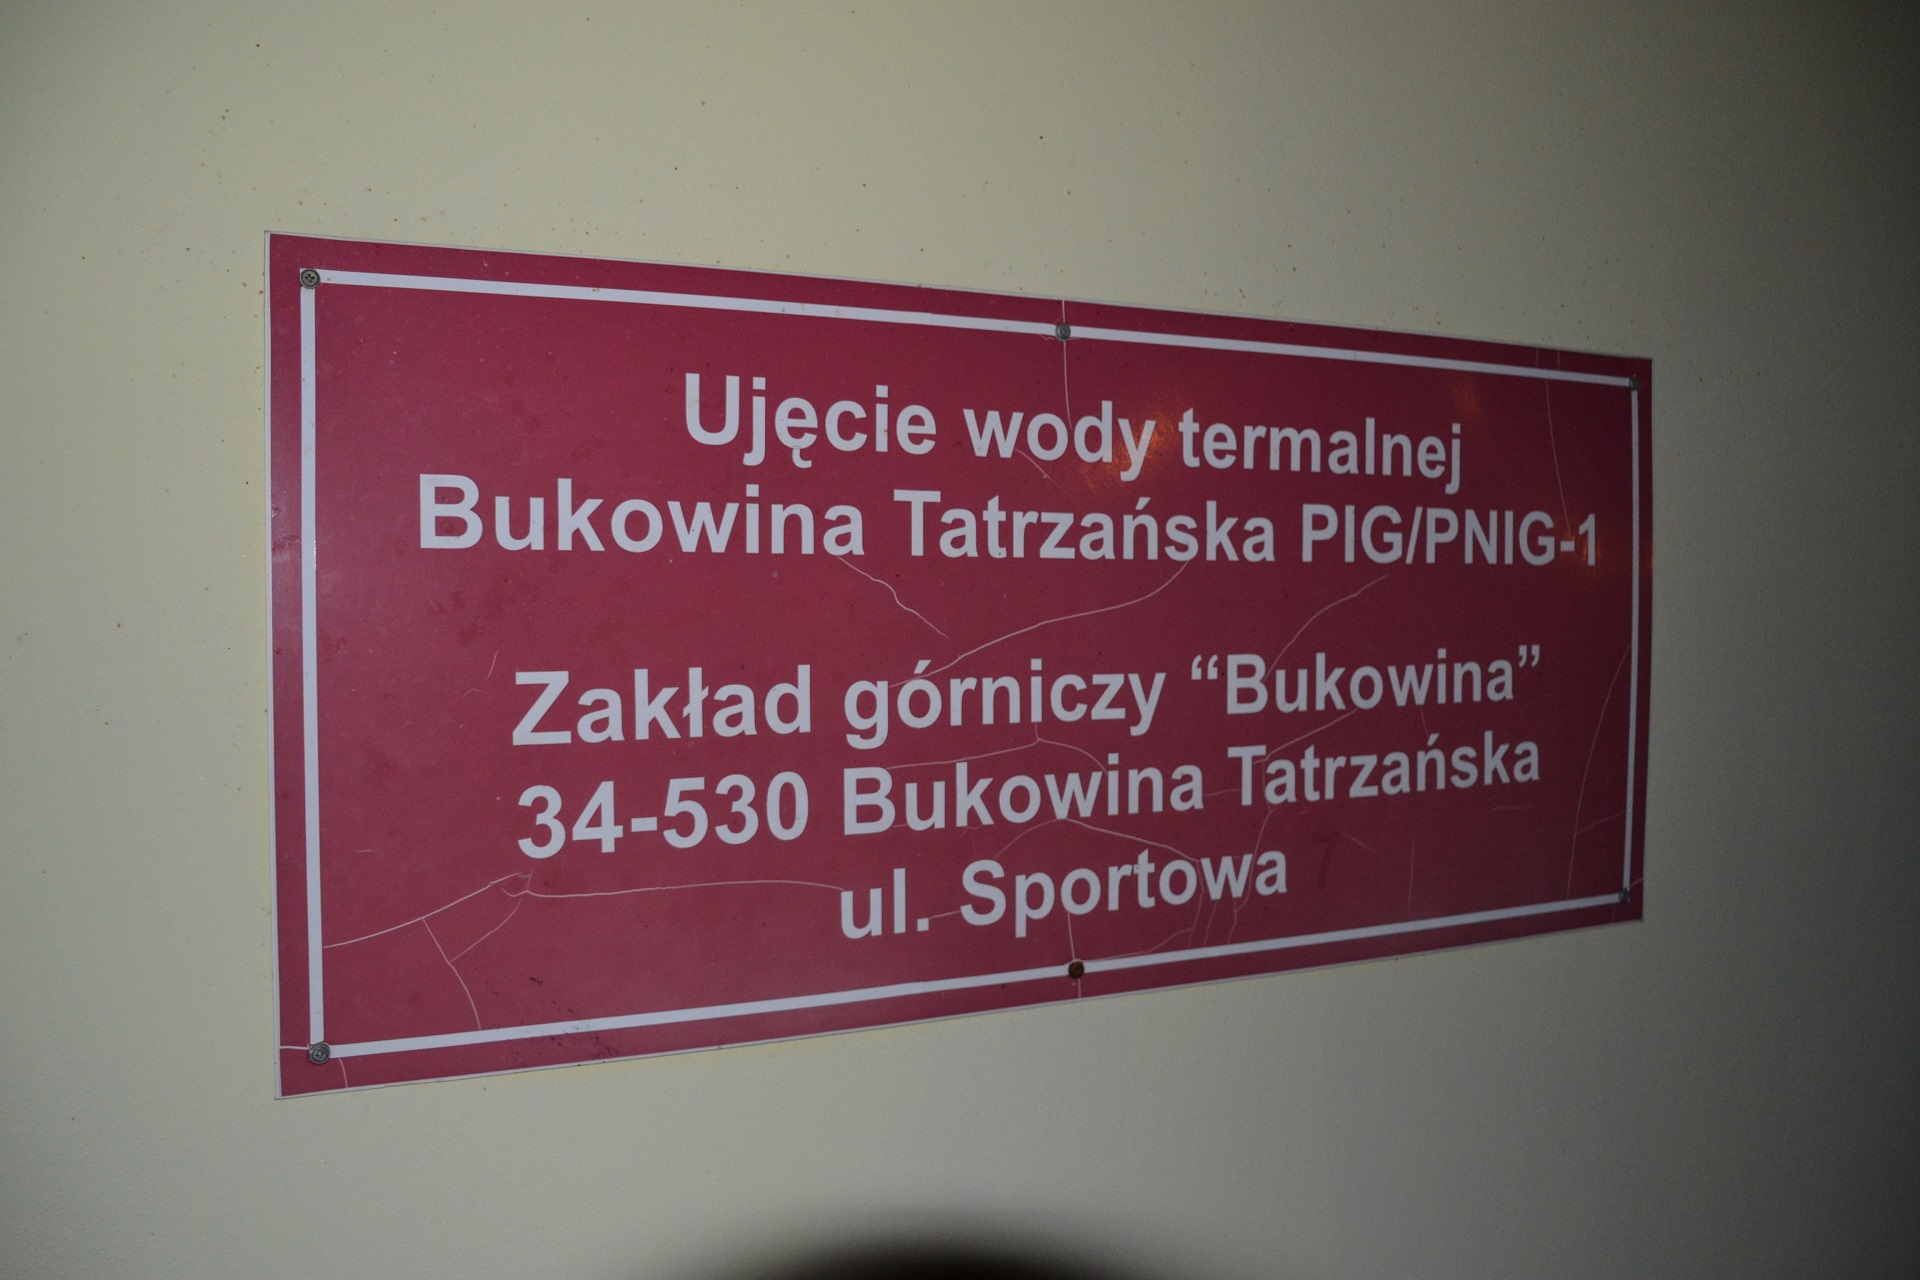 Ujęcie wody termalnej
Bukowina Tatrzańska PIG/PNIG-1
Zakład górniczy “Bukowina”
34-530 Bukowina Tatrzańska
ul. Sportowa